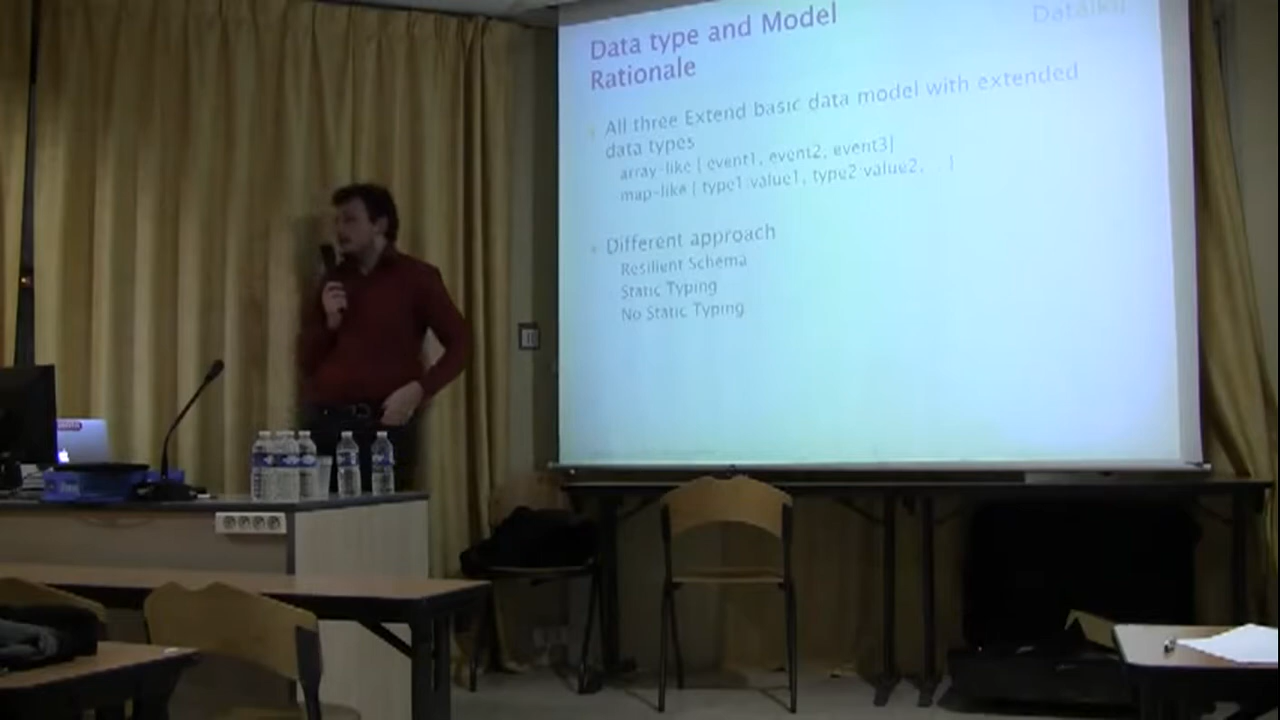 Data type and Model
Rationale
Dataiku
All three Extend basic data model with extended
data types
array-like [ event1, event2, event3]
map-like [ type1:value1, type2:value2, ... ]
Different approach
Resilient Schema
Static Typing
No Static Typing